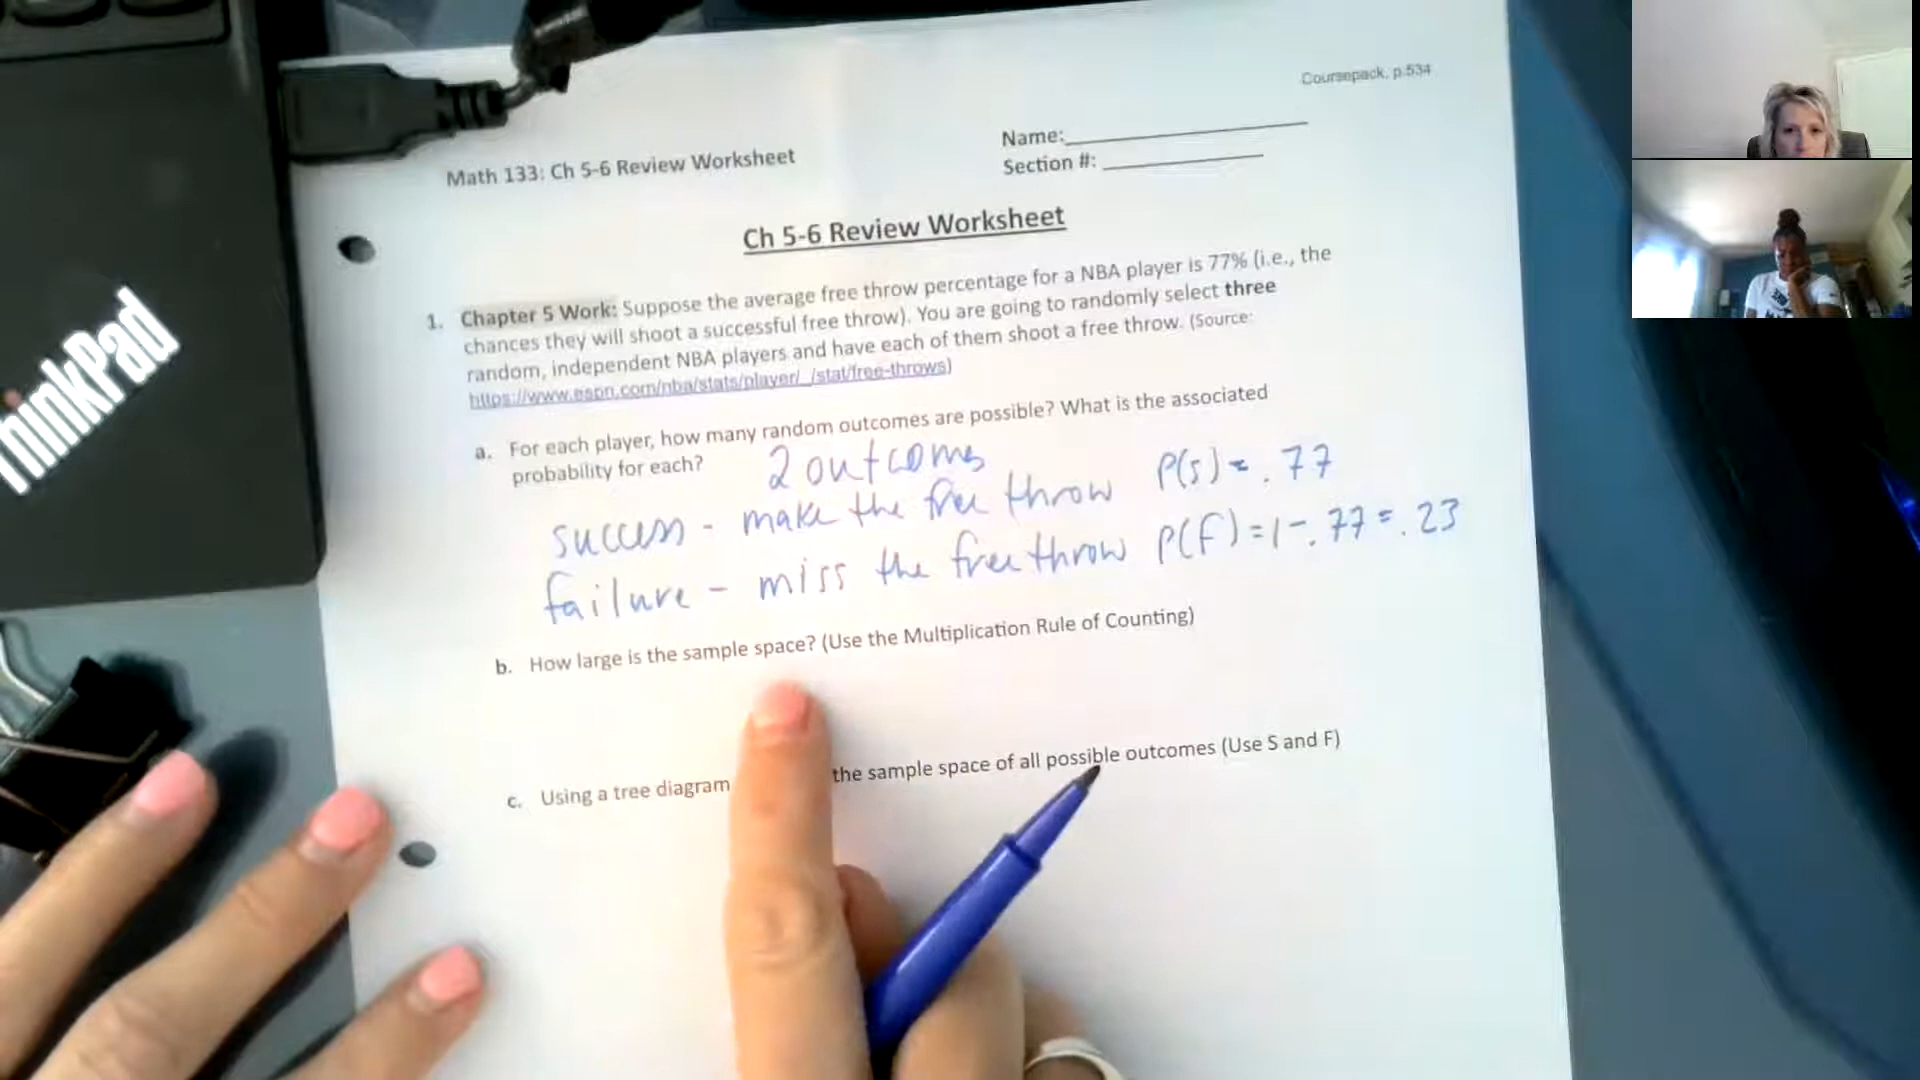 Coursepack, p.534
Math 133: Ch 5-6 Review Worksheet
Name:
Section #:
Ch 5-6 Review Worksheet
1. Chapter 5 Work: Suppose the average free throw percentage for a NBA player is 77% (i.e., the
chances they will shoot a successful free throw). You are going to randomly select three
random, independent NBA players and have each of them shoot a free throw. (Source:
https://www.espn.com/nba/stats/player/_/stat/free-throws)
a. For each player, how many random outcomes are possible? What is the associated
probability for each?
2 outcomes
success - make the free throw P(S) = .77
failure - miss the free throw P(F) = 1 - .77 = .23
b. How large is the sample space? (Use the Multiplication Rule of Counting)
c. Using a tree diagram the sample space of all possible outcomes (Use S and F)
ThinkPad